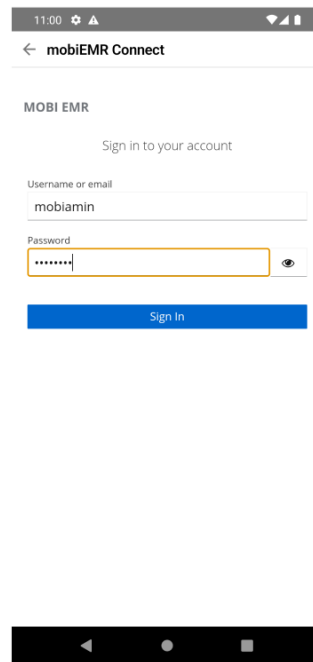 11:00
mobiEMR Connect
MOBI EMR
Sign in to your account
Username or email
mobiamin
Password
••••••••
Sign In